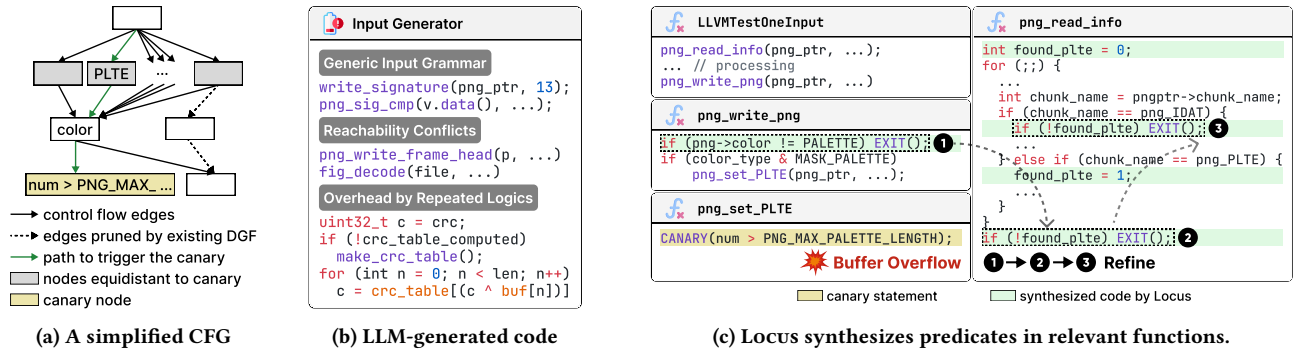 PLTE
...
color
num > PNG_MAX_ ...
control flow edges
edges pruned by existing DGF
path to trigger the canary
nodes equidistant to canary
canary node
(a) A simplified CFG
Input Generator
Generic Input Grammar
write_signature(png_ptr, 13);
png_sig_cmp(v.data(), ...);
Reachability Conflicts
png_write_frame_head(p, ...)
fig_decode(file, ...)
Overhead by Repeated Logics
uint32_t c = crc;
if (!crc_table_computed)
make_crc_table();
for (int n = 0; n < len; n++)
c = crc_table[(c ^ buf[n])]
(b) LLM-generated code
LLVMTestOneInput
png_read_info(png_ptr, ...);
... // processing
png_write_png(png_ptr, ...)
png_write_png
if (png->color != PALETTE) EXIT(); 1
if (color_type & MASK_PALETTE)
png_set_PLTE(png_ptr, ...);
png_set_PLTE
CANARY(num > PNG_MAX_PALETTE_LENGTH);
Buffer Overflow
png_read_info
int found_plte = 0;
for (;;) {
...
int chunk_name = pngptr->chunk_name;
if (chunk_name == png_IDAT) {
if (!found_plte) EXIT(); 3
...
} else if (chunk_name == png_PLTE) {
found_plte = 1;
....
}
}
if (!found_plte) EXIT(); 2
1 → 2 → 3 Refine
canary statement
synthesized code by Locus
(c) Locus synthesizes predicates in relevant functions.